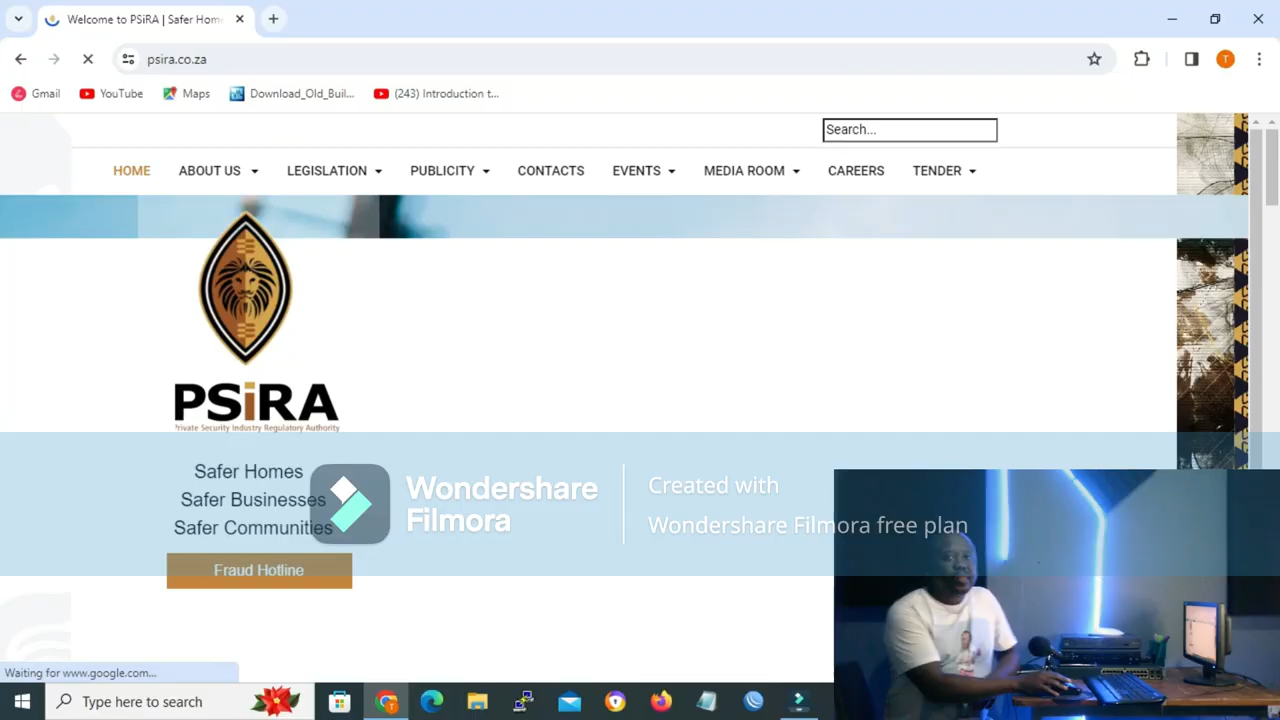 Welcome to PSiRA | Safer Hom
psira.co.za
T
Gmail
YouTube
Maps
Download_Old_Buil...
(243) Introduction t...
Search...
HOME
ABOUT US
LEGISLATION
PUBLICITY
CONTACTS
EVENTS
MEDIA ROOM
CAREERS
TENDER
PSiRA
Private Security Industry Regulatory Authority
Safer Homes
Safer Businesses
Safer Communities
Fraud Hotline
Wondershare
Filmora
Created with
Wondershare Filmora free plan
Waiting for www.google.com...
Type here to search